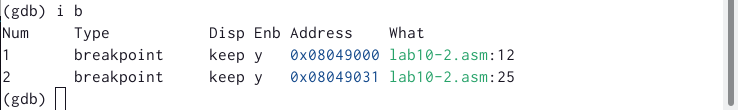 (gdb) i b
Num     Type           Disp Enb Address    What
1       breakpoint     keep y   0x08049000 lab10-2.asm:12
2       breakpoint     keep y   0x08049031 lab10-2.asm:25
(gdb)